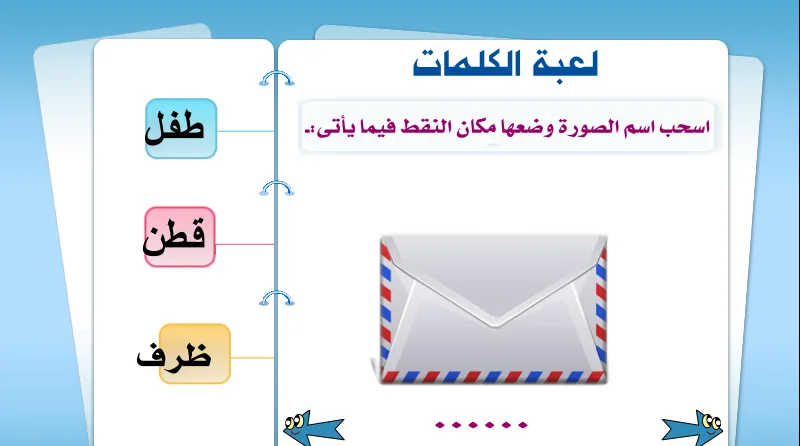 لعبة الكلمات
اسحب اسم الصورة وضعها مكان النقط فيما يأتى :ـ
طفل
قطن
ظرف
......